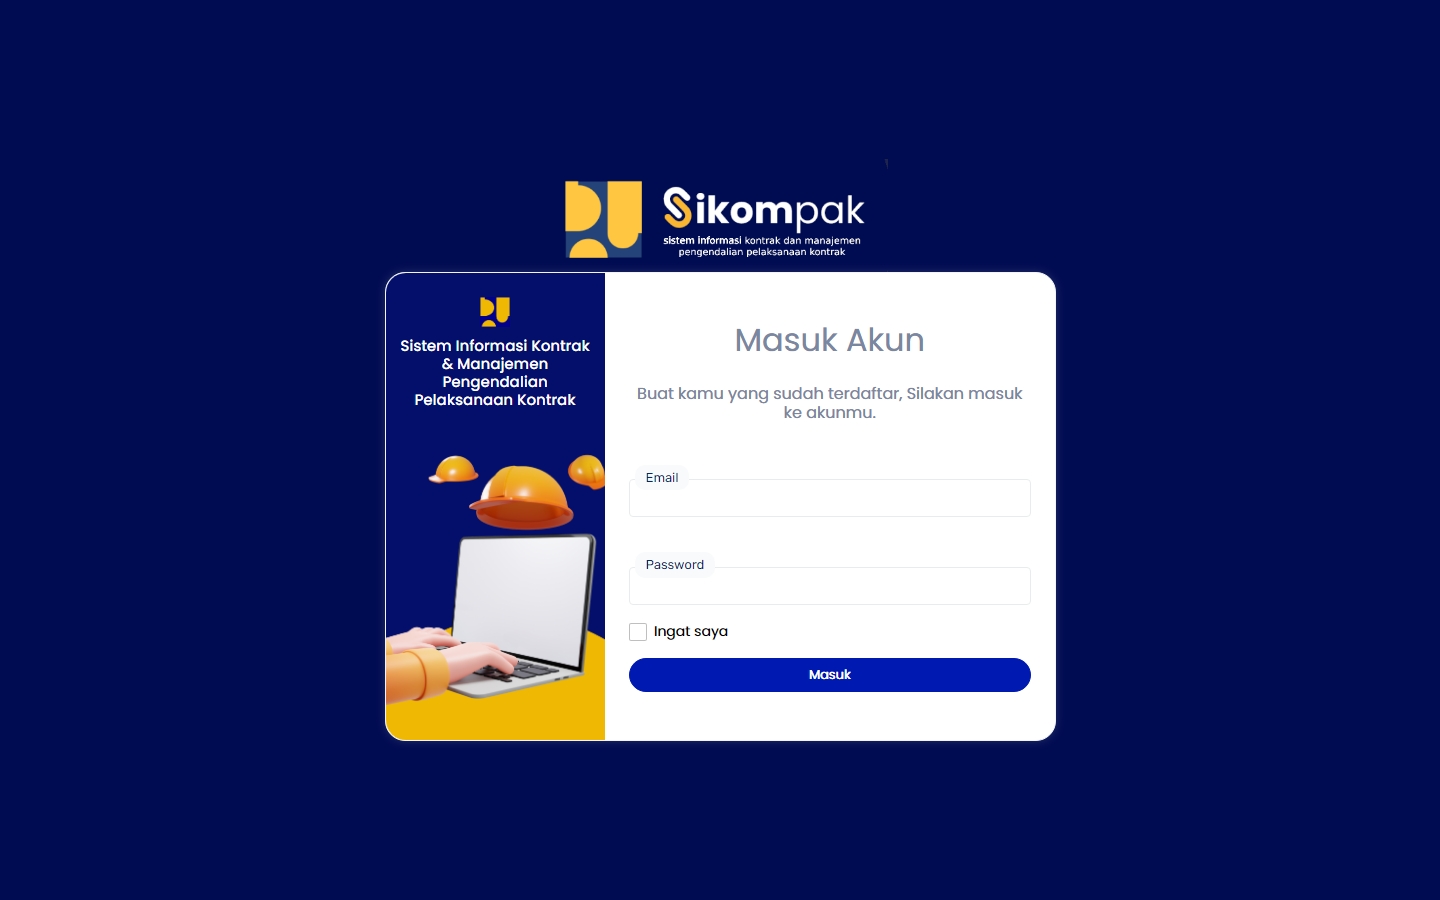 Sikompak
sistem informasi kontrak dan manajemen
pengendalian pelaksanaan kontrak
Sistem Informasi Kontrak
& Manajemen
Pengendalian
Pelaksanaan Kontrak
Masuk Akun
Buat kamu yang sudah terdaftar, Silakan masuk
ke akunmu.
Email
Password
Ingat saya
Masuk